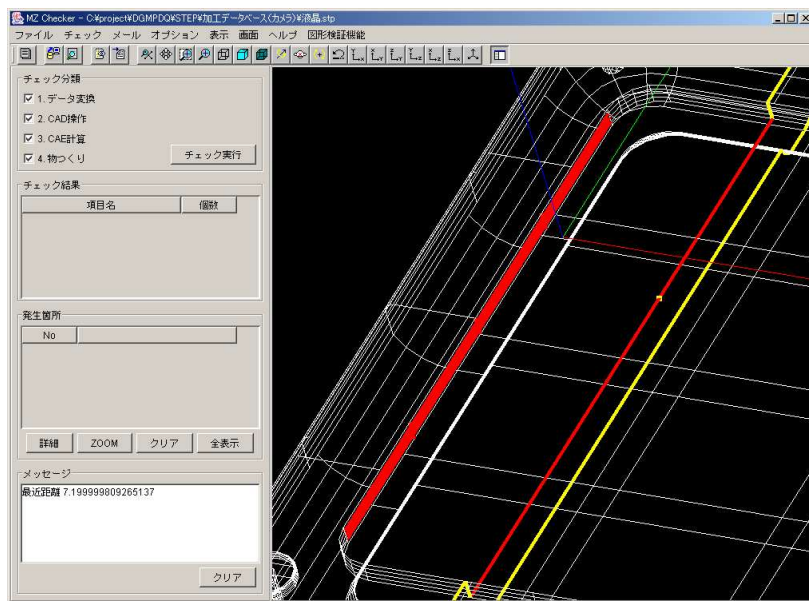 MZ Checker - C:¥project¥DGMPDQ¥STEP¥加工データベース(カメラ)¥液晶.stp
ファイル チェック メール オプション 表示 画面 ヘルプ 図形検証機能
チェック分類
1. データ変換
2. CAD操作
3. CAE計算
4. 物つくり
チェック実行
チェック結果
項目名 個数
発生箇所
No
詳細 ZOOM クリア 全表示
メッセージ
最近距離 7.199999809265137
クリア